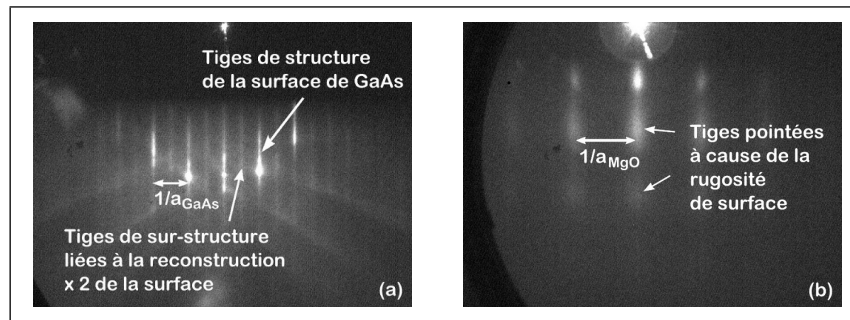 Tiges de structure
de la surface de GaAs
1/aGaAs
Tiges de sur-structure
liées à la reconstruction
x 2 de la surface
(a)
1/aMgO
Tiges pointées
à cause de la
rugosité
de surface
(b)